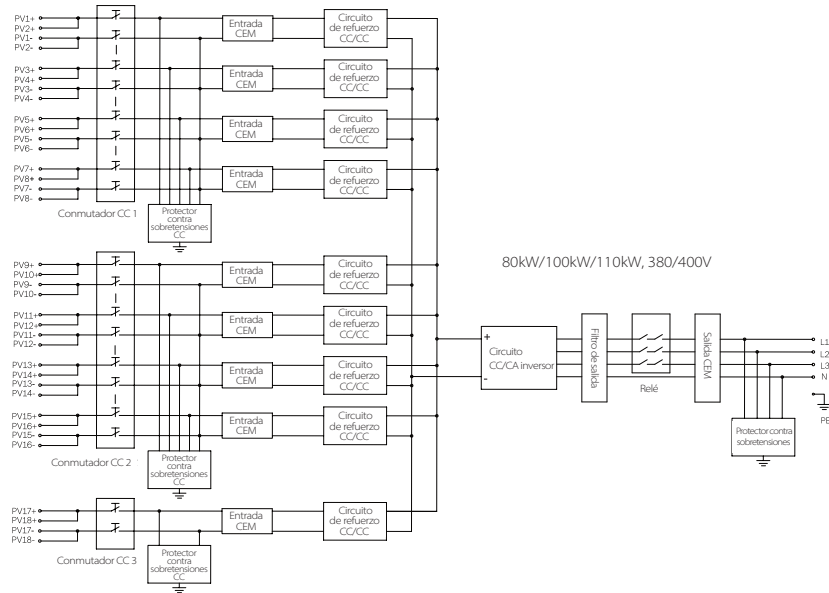 PV1+
PV2+
PV1-
PV2-
PV3+
PV4+
PV3-
PV4-
PV5+
PV6+
PV5-
PV6-
PV7+
PV8+
PV7-
PV8-
Conmutador CC 1
Entrada
CEM
Circuito
de refuerzo
CC/CC
Entrada
CEM
Circuito
de refuerzo
CC/CC
Entrada
CEM
Circuito
de refuerzo
CC/CC
Entrada
CEM
Circuito
de refuerzo
CC/CC
Protector
contra
sobretensiones
CC
PV9+
PV10+
PV9-
PV10-
PV11+
PV12+
PV11-
PV12-
PV13+
PV14+
PV13-
PV14-
PV15+
PV16+
PV15-
PV16-
Conmutador CC 2
Entrada
CEM
Circuito
de refuerzo
CC/CC
Entrada
CEM
Circuito
de refuerzo
CC/CC
Entrada
CEM
Circuito
de refuerzo
CC/CC
Entrada
CEM
Circuito
de refuerzo
CC/CC
Protector
contra
sobretensiones
CC
PV17+
PV18+
PV17-
PV18-
Conmutador CC 3
Entrada
CEM
Circuito
de refuerzo
CC/CC
Protector
contra
sobretensiones
CC
80kW/100kW/110kW, 380/400V
+
Circuito
CC/CA inversor
-
Filtro de salida
Relé
Salida CEM
L1
L2
L3
N
PE
Protector contra
sobretensiones